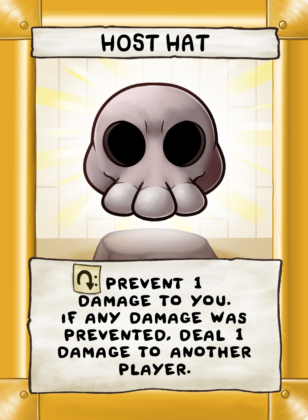 HOST HAT
: PREVENT 1
DAMAGE TO YOU.
IF ANY DAMAGE WAS
PREVENTED, DEAL 1
DAMAGE TO ANOTHER
PLAYER.